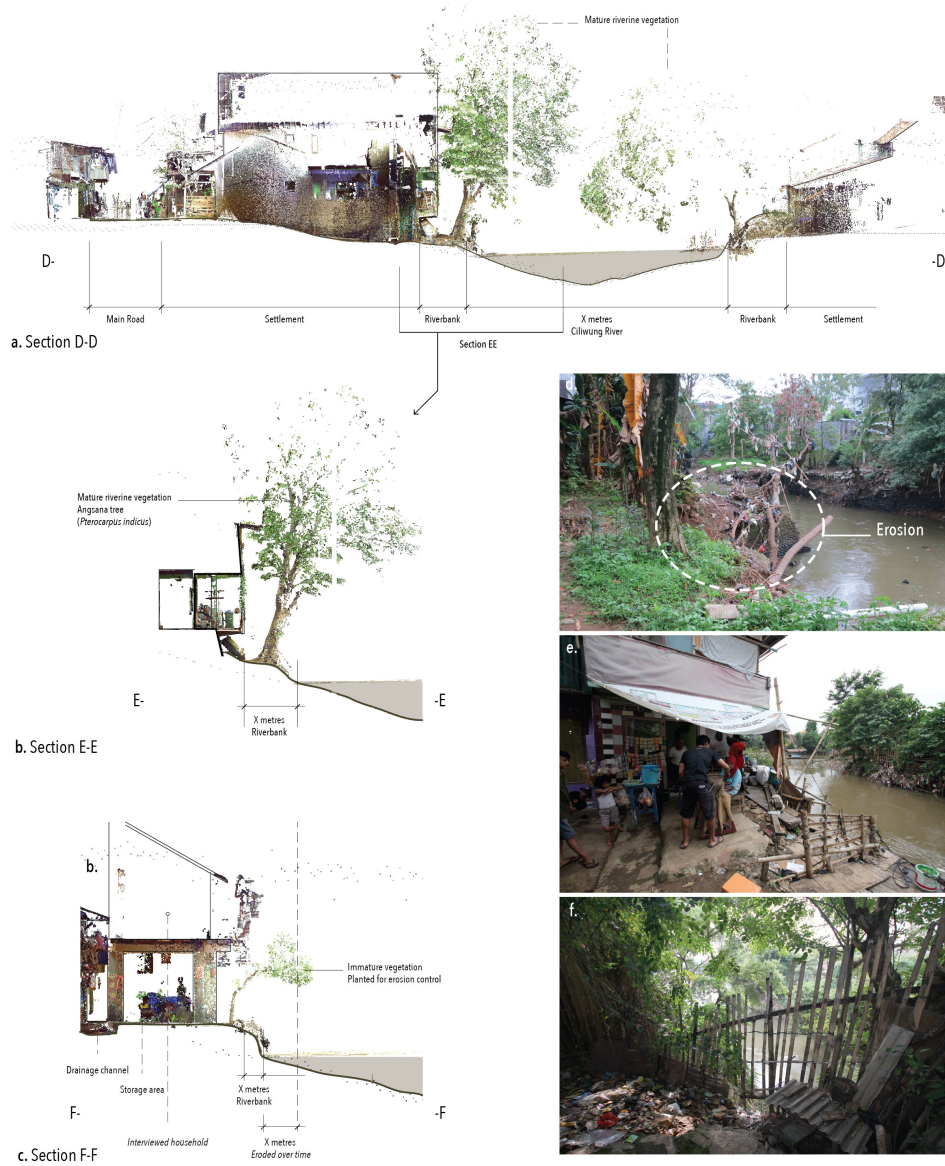 Mature riverine vegetation
D-
-D
Main Road
Settlement
Riverbank
X metres
Ciliwung River
Riverbank
Settlement
a. Section D-D
Section EE
Mature riverine vegetation
Angsana tree
(Pterocarpus indicus)
E-
-E
X metres
Riverbank
b. Section E-E
b.
Immature vegetation
Planted for erosion control
Drainage channel
Storage area
X metres
Riverbank
F-
-F
Interviewed household
X metres
Eroded over time
c. Section F-F
d.
Erosion
e.
f.